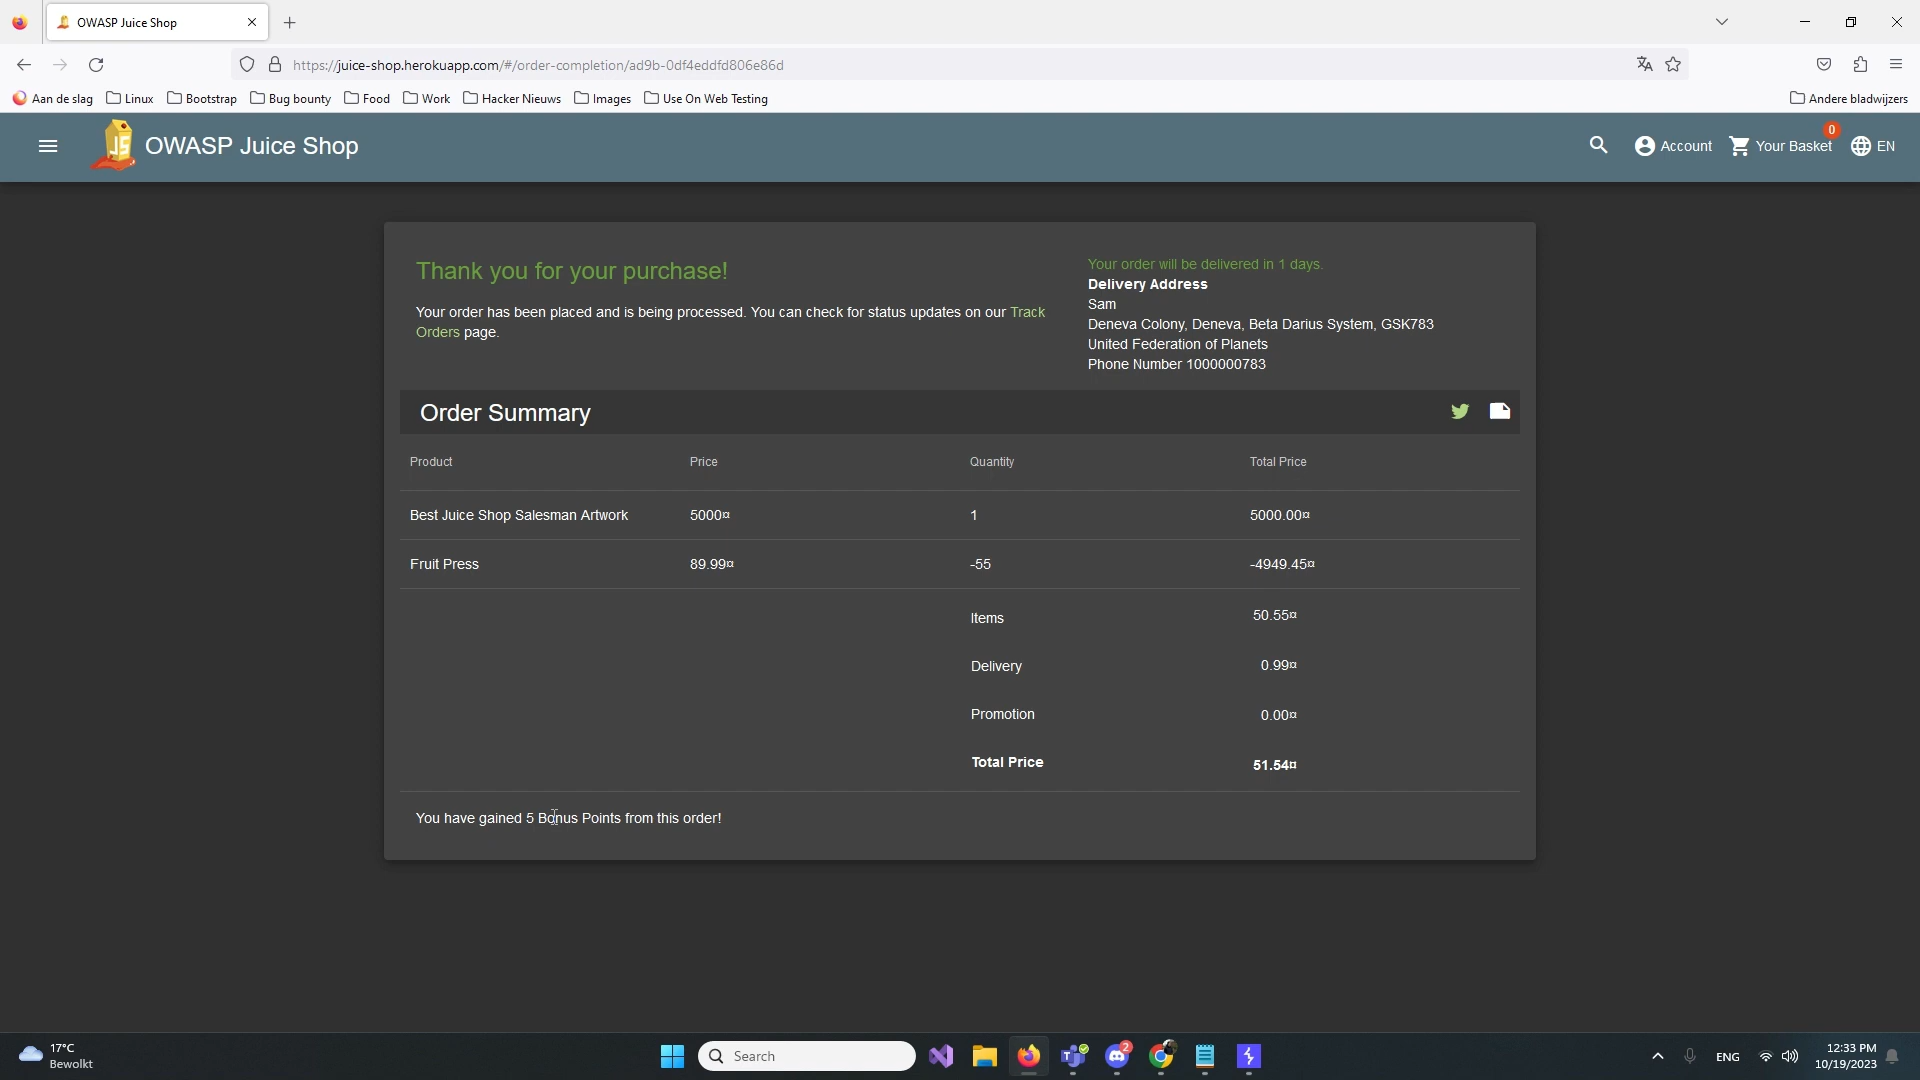 OWASP Juice Shop
https://juice-shop.herokuapp.com/#/order-completion/ad9b-0df4eddfd806e86d
Aan de slag Linux Bootstrap Bug bounty Food Work Hacker Nieuws Images Use On Web Testing Andere bladwijzers
OWASP Juice Shop Account Your Basket 0 EN
Thank you for your purchase!
Your order has been placed and is being processed. You can check for status updates on our Track
Orders page.
Your order will be delivered in 1 days.
Delivery Address
Sam
Deneva Colony, Deneva, Beta Darius System, GSK783
United Federation of Planets
Phone Number 1000000783
Order Summary
Product Price Quantity Total Price
Best Juice Shop Salesman Artwork 5000¤ 1 5000.00¤
Fruit Press 89.99¤ -55 -4949.45¤
Items 50.55¤
Delivery 0.99¤
Promotion 0.00¤
Total Price 51.54¤
You have gained 5 Bonus Points from this order!
17°C
Bewolkt
Search
2
ENG
12:33 PM
10/19/2023